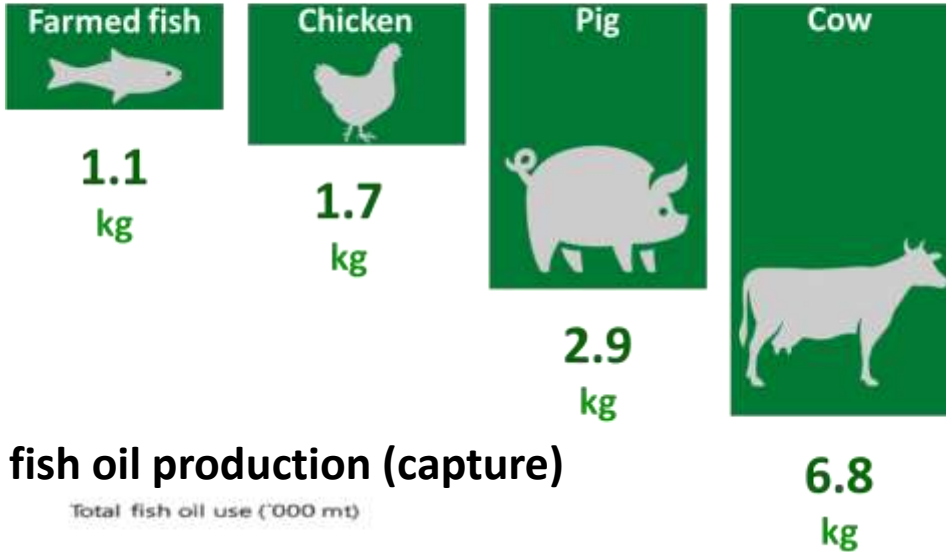 Farmed fish
1.1
kg
Chicken
1.7
kg
Pig
2.9
kg
Cow
6.8
kg
fish oil production (capture)
Total fish oil use ('000 mt)